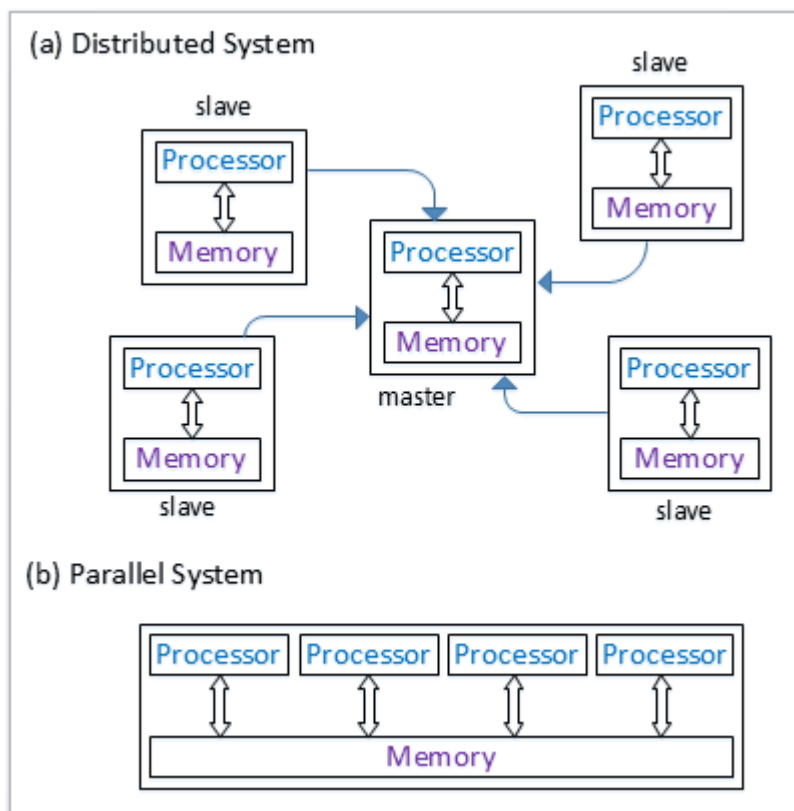 (a) Distributed System
slave
Processor
Memory
slave
Processor
Memory
Processor
Memory
master
Processor
Memory
slave
Processor
Memory
slave
(b) Parallel System
Processor Processor Processor Processor
Memory